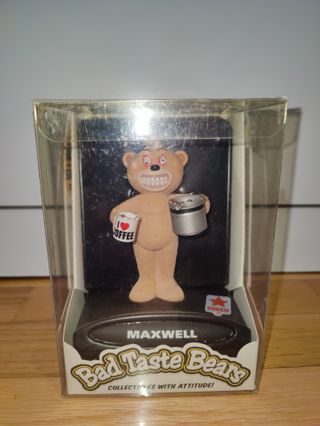 I ❤ COFFEE
MAXWELL
Bad Taste Bears
COLLECTIBLES WITH ATTITUDE!